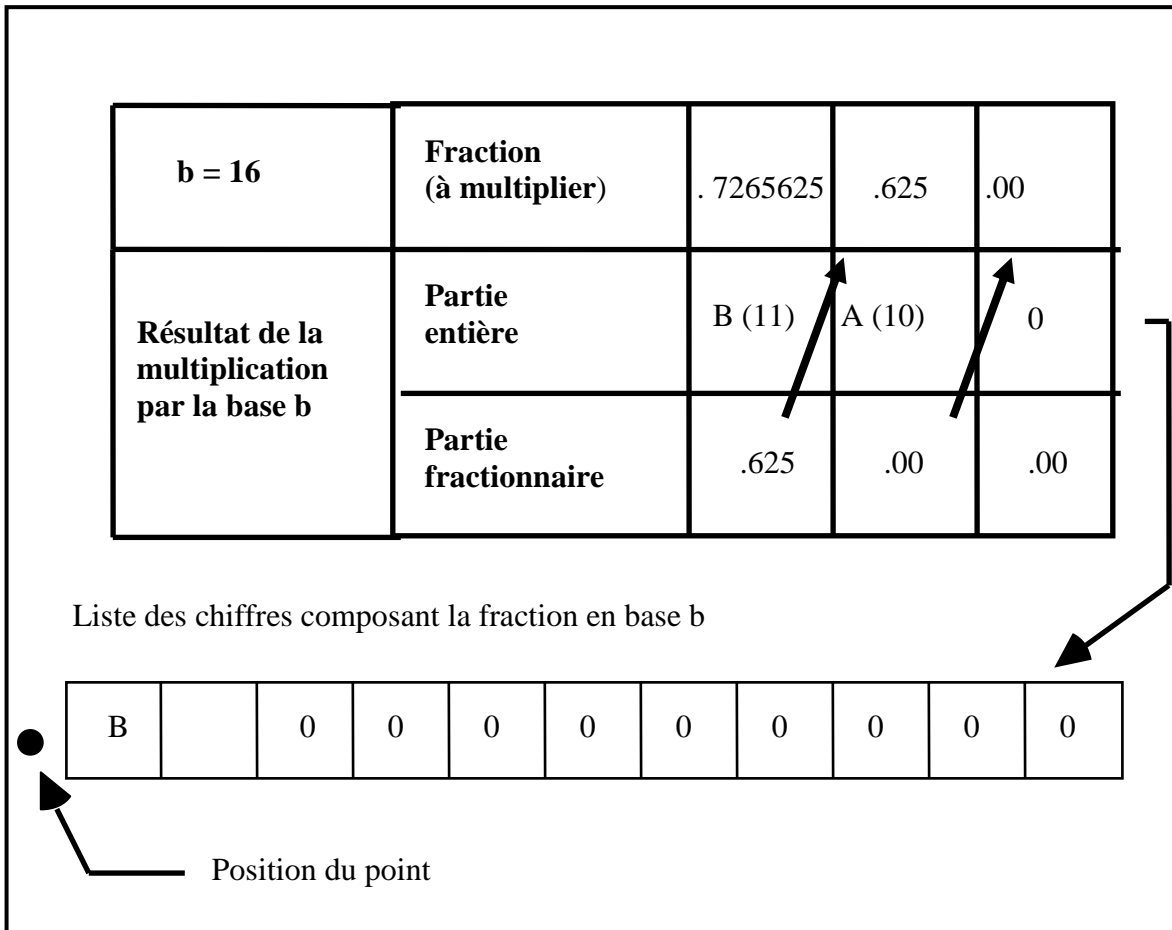 b = 16
Fraction
(à multiplier)
. 7265625 .625 .00
Résultat de la
multiplication
par la base b
Partie
entière
B (11) A (10) 0
Partie
fractionnaire
.625 .00 .00
Liste des chiffres composant la fraction en base b
B 0 0 0 0 0 0 0 0 0
Position du point